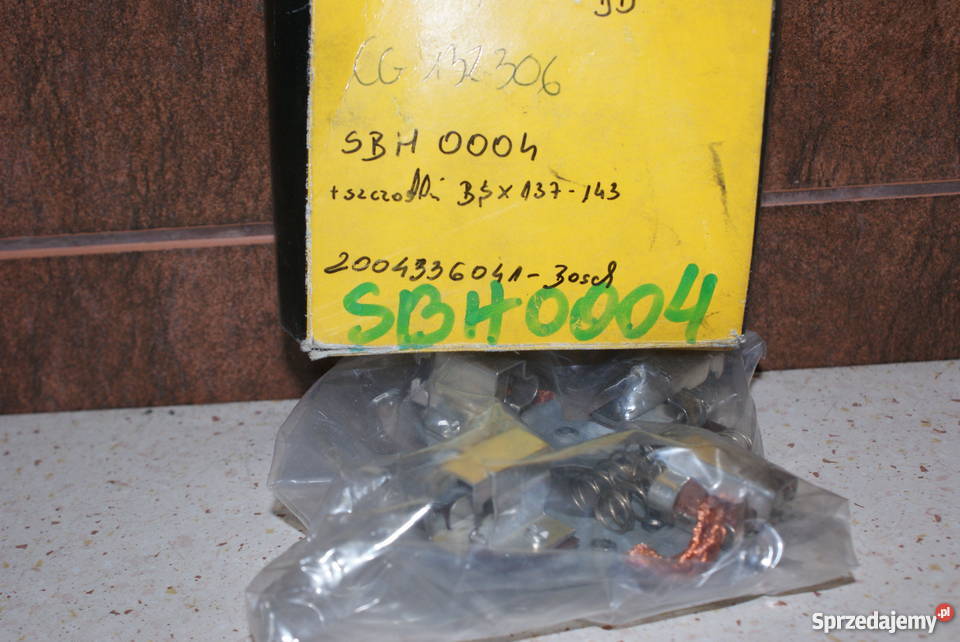 CG 132306
SBH 0004
+ szczotki BSX 137-143
2004336041-Bosch
SBH0004
Sprzedajemy.pl